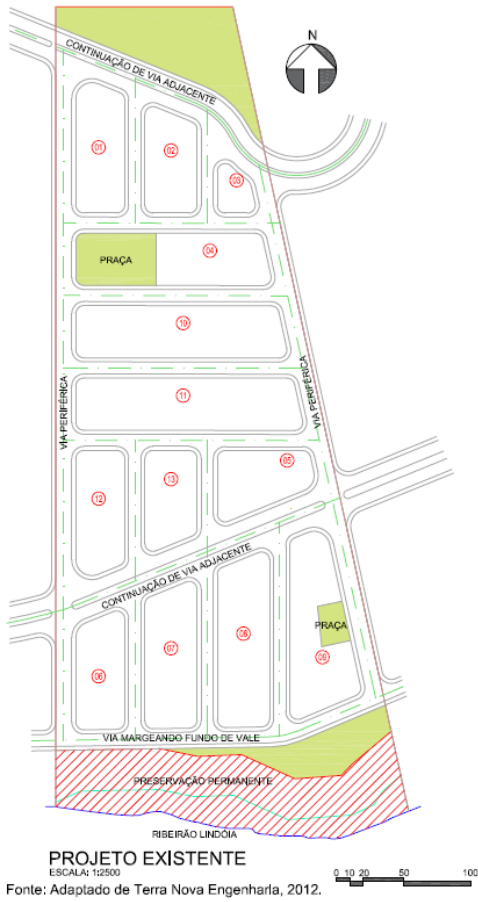 N
CONTINUAÇÃO DE VIA ADJACENTE
01
02
03
PRAÇA
04
10
VIA PERIFÉRICA
VIA PERIFÉRICA
11
05
12
13
CONTINUAÇÃO DE VIA ADJACENTE
PRAÇA
06
07
08
09
VIA MARGEANDO FUNDO DE VALE
PRESERVAÇÃO PERMANENTE
RIBEIRÃO LINDÓIA
PROJETO EXISTENTE
ESCALA: 1:2500
0 10 20 50 100
Fonte: Adaptado de Terra Nova Engenharia, 2012.